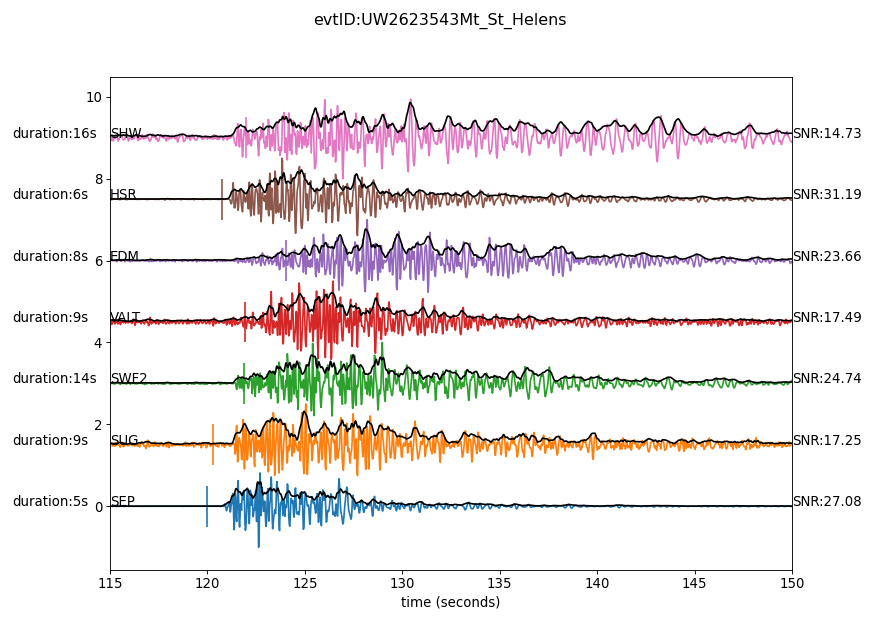 evtID:UW2623543Mt_St_Helens
10
duration:16s SHW SNR:14.73
8
duration:6s HSR SNR:31.19
duration:8s EDM SNR:23.66
6
duration:9s VALT SNR:17.49
4
duration:14s SWF2 SNR:24.74
2
duration:9s SUG SNR:17.25
duration:5s SEP SNR:27.08
0
115 120 125 130 135 140 145 150
time (seconds)